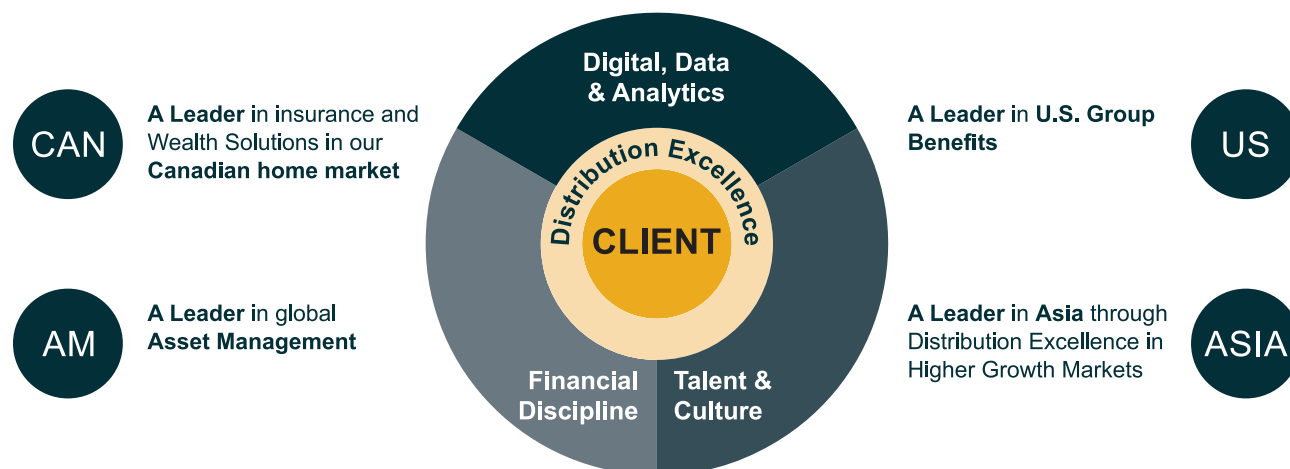 CAN
A Leader in insurance and
Wealth Solutions in our
Canadian home market
AM
A Leader in global
Asset Management
Digital, Data
& Analytics
Distribution Excellence
CLIENT
Financial
Discipline
Talent &
Culture
A Leader in U.S. Group
Benefits
US
A Leader in Asia through
Distribution Excellence in
Higher Growth Markets
ASIA